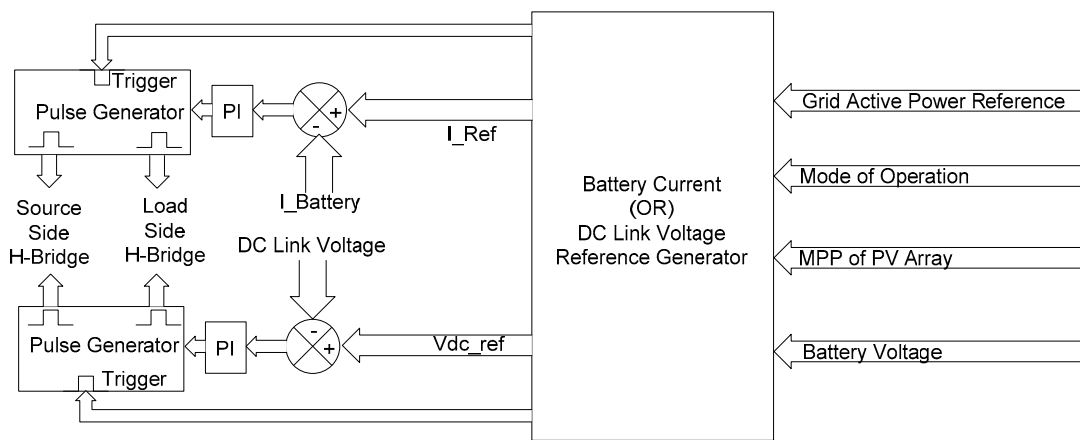 Trigger
Pulse Generator
PI
+
-
I_Ref
I_Battery
Source
Side
H-Bridge
Load
Side
H-Bridge
DC Link Voltage
-
+
Pulse Generator
PI
Vdc_ref
Trigger
Battery Current
(OR)
DC Link Voltage
Reference Generator
Grid Active Power Reference
Mode of Operation
MPP of PV Array
Battery Voltage